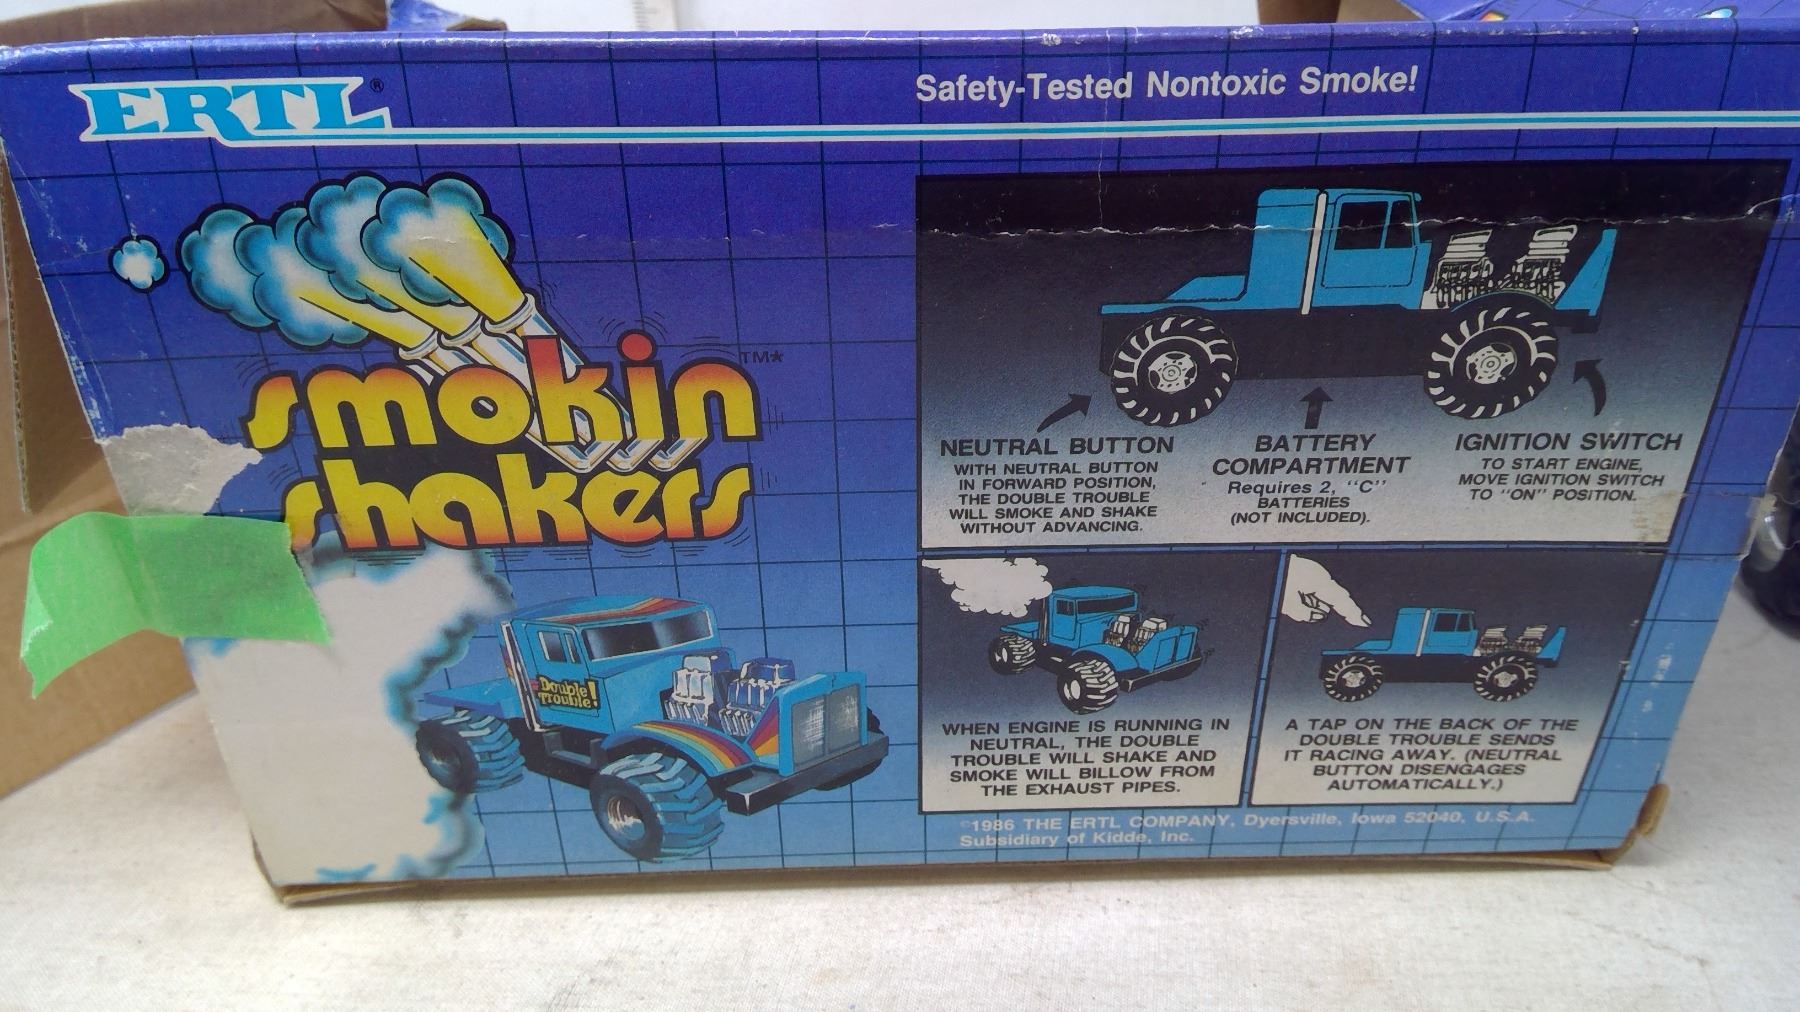 ERTL®
Safety-Tested Nontoxic Smoke!
smokin TM*
shakers
Double
Trouble!
NEUTRAL BUTTON
WITH NEUTRAL BUTTON
IN FORWARD POSITION,
THE DOUBLE TROUBLE
WILL SMOKE AND SHAKE
WITHOUT ADVANCING.
BATTERY
COMPARTMENT
Requires 2, "C"
BATTERIES
(NOT INCLUDED).
IGNITION SWITCH
TO START ENGINE,
MOVE IGNITION SWITCH
TO "ON" POSITION.
WHEN ENGINE IS RUNNING IN
NEUTRAL, THE DOUBLE
TROUBLE WILL SHAKE AND
SMOKE WILL BILLOW FROM
THE EXHAUST PIPES.
A TAP ON THE BACK OF THE
DOUBLE TROUBLE SENDS
IT RACING AWAY. (NEUTRAL
BUTTON DISENGAGES
AUTOMATICALLY.)
©1986 THE ERTL COMPANY, Dyersville, Iowa 52040, U.S.A.
Subsidiary of Kidde, Inc.